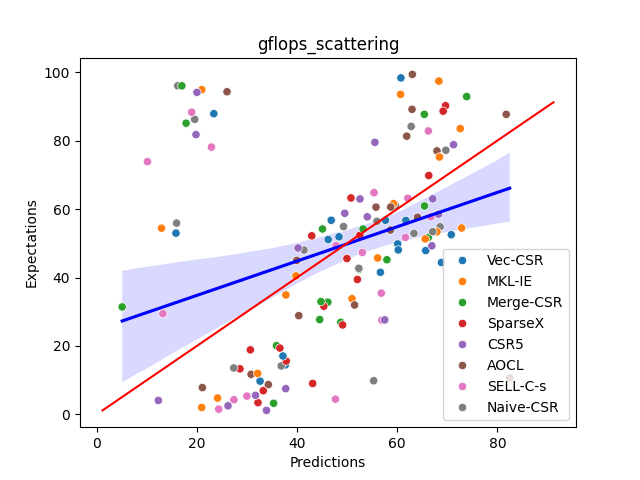 gflops_scattering
100
80
60
40
20
0
Expectations
Vec-CSR
MKL-IE
Merge-CSR
SparseX
CSR5
AOCL
SELL-C-s
Naive-CSR
0 20 40 60 80
Predictions